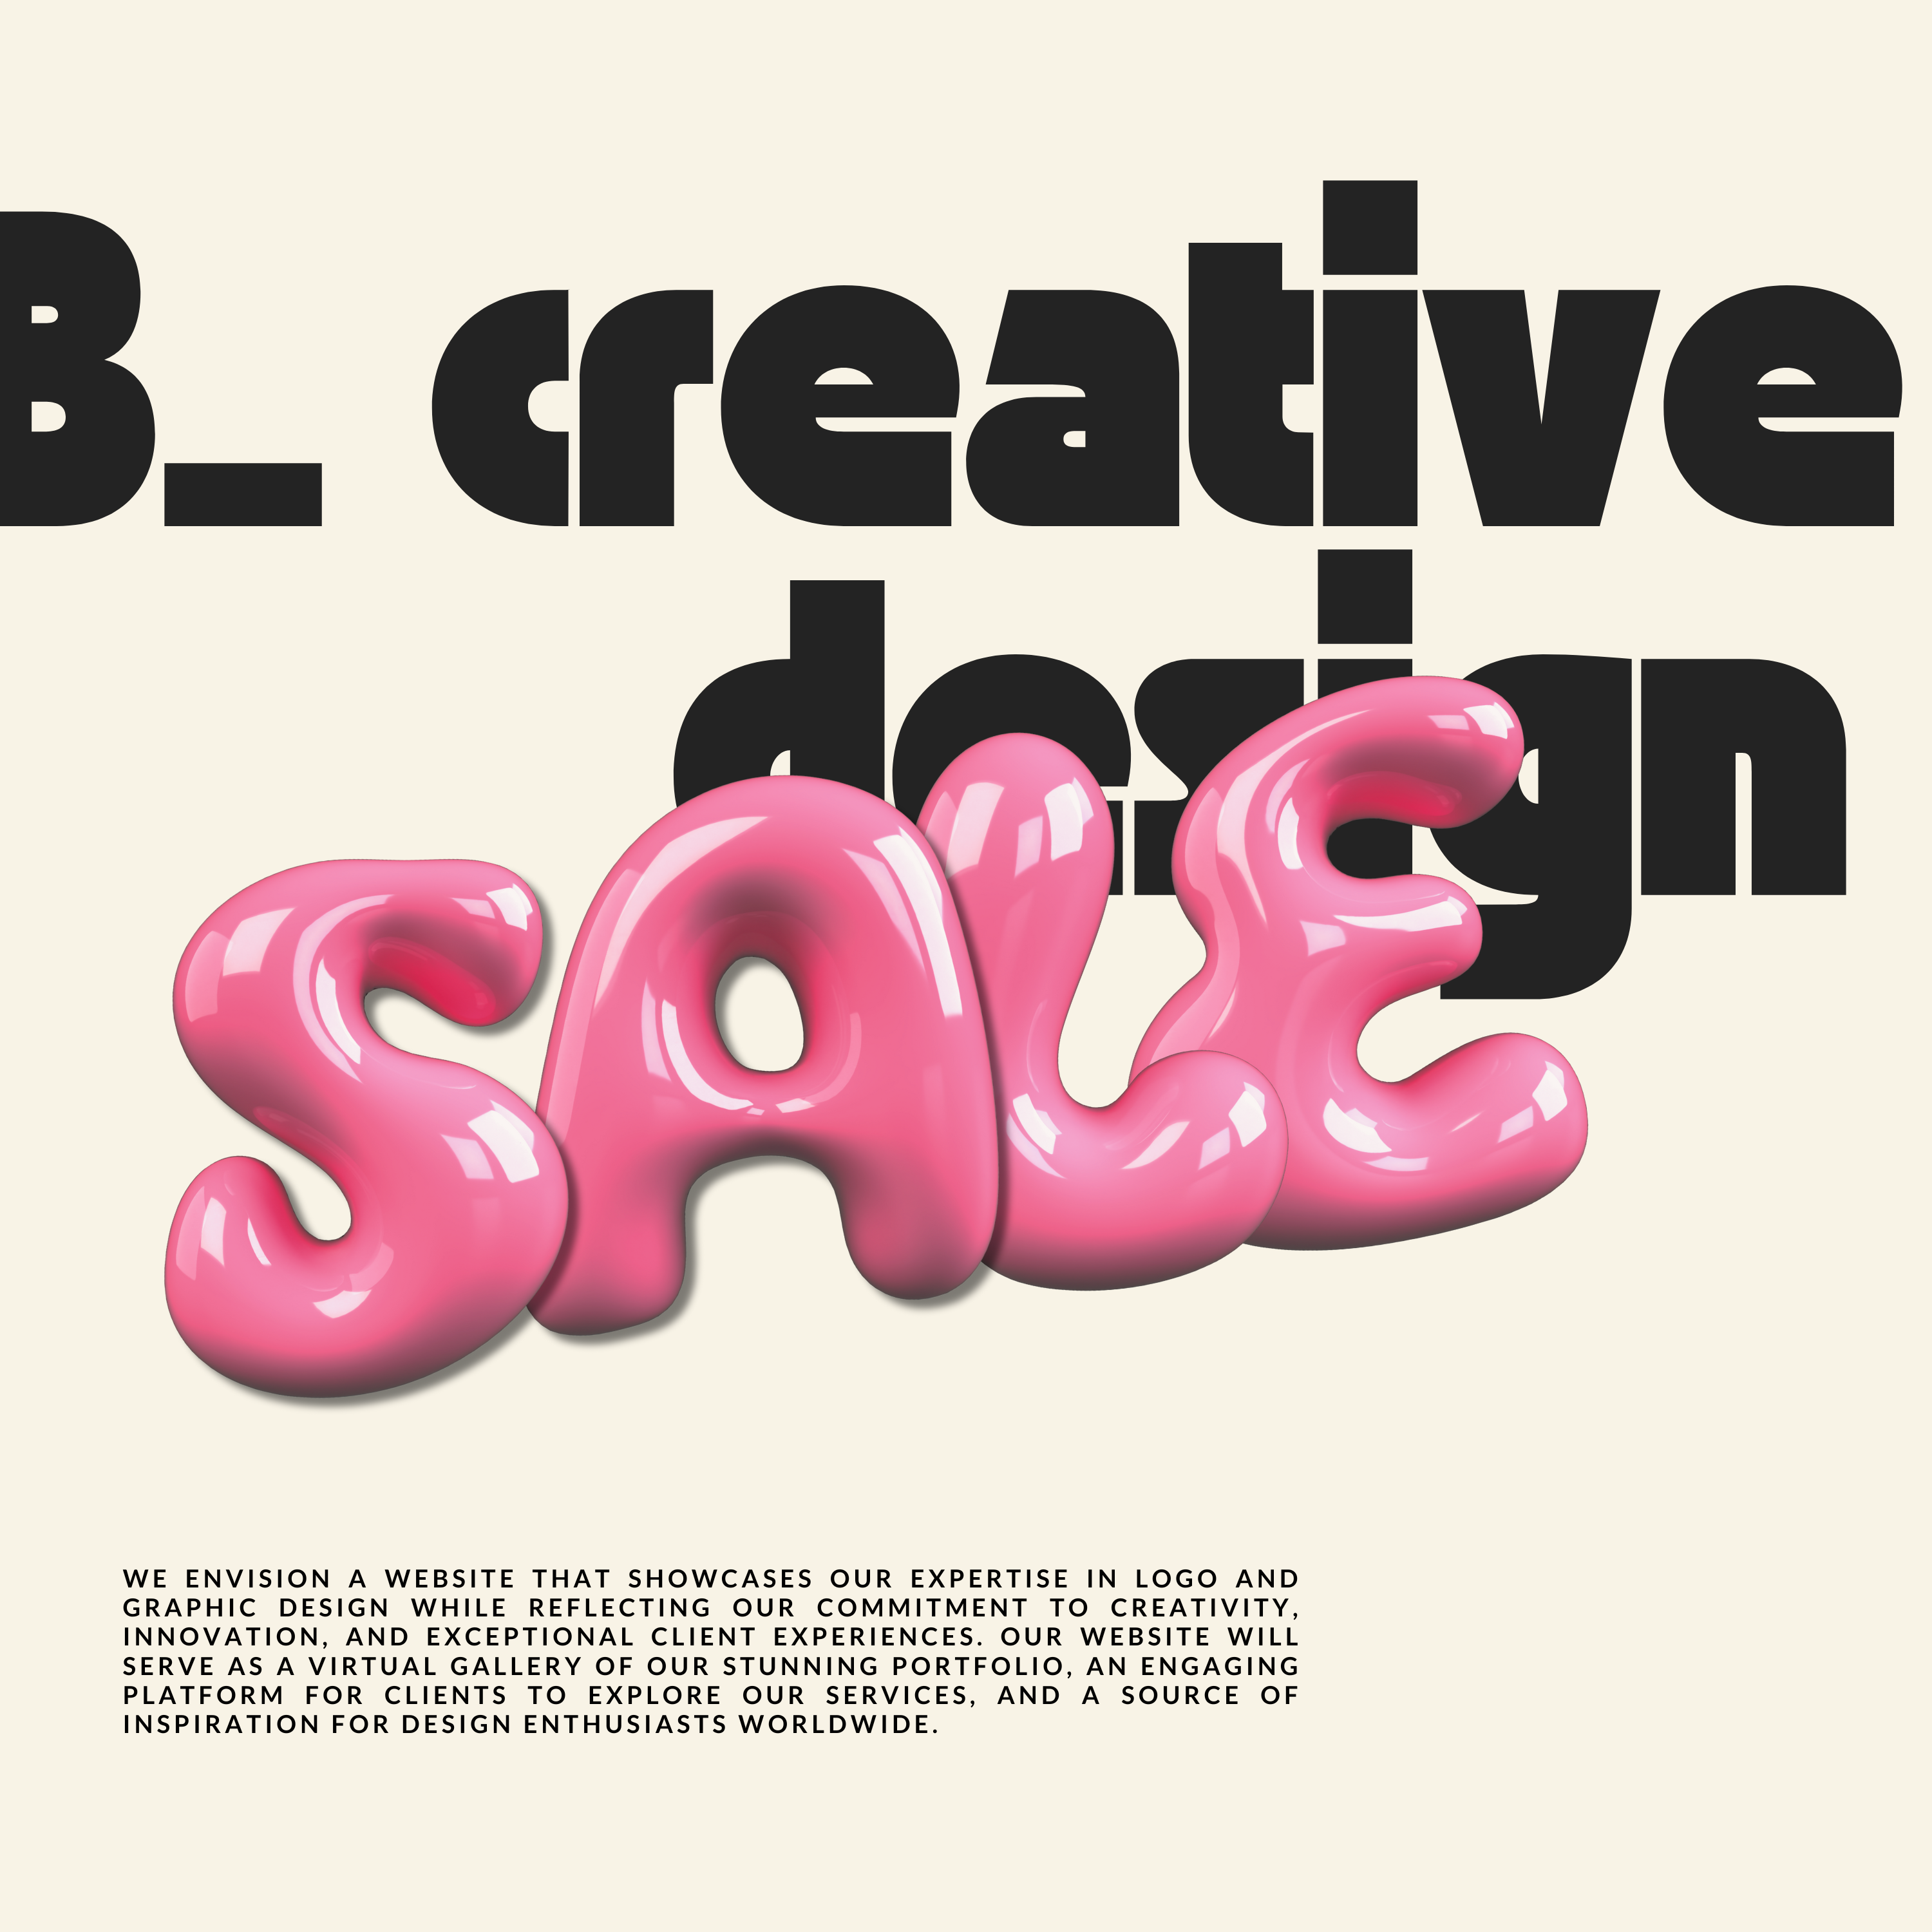 B_ creative
design
SALE
WE ENVISION A WEBSITE THAT SHOWCASES OUR EXPERTISE IN LOGO AND
GRAPHIC DESIGN WHILE REFLECTING OUR COMMITMENT TO CREATIVITY,
INNOVATION, AND EXCEPTIONAL CLIENT EXPERIENCES. OUR WEBSITE WILL
SERVE AS A VIRTUAL GALLERY OF OUR STUNNING PORTFOLIO, AN ENGAGING
PLATFORM FOR CLIENTS TO EXPLORE OUR SERVICES, AND A SOURCE OF
INSPIRATION FOR DESIGN ENTHUSIASTS WORLDWIDE.